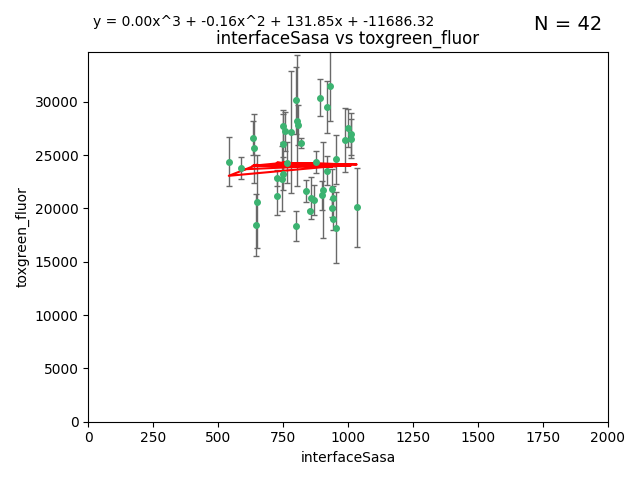 y = 0.00x^3 + -0.16x^2 + 131.85x + -11686.32
N = 42
interfaceSasa vs toxgreen_fluor
30000
25000
20000
15000
10000
5000
0
toxgreen_fluor
0 250 500 750 1000 1250 1500 1750 2000
interfaceSasa